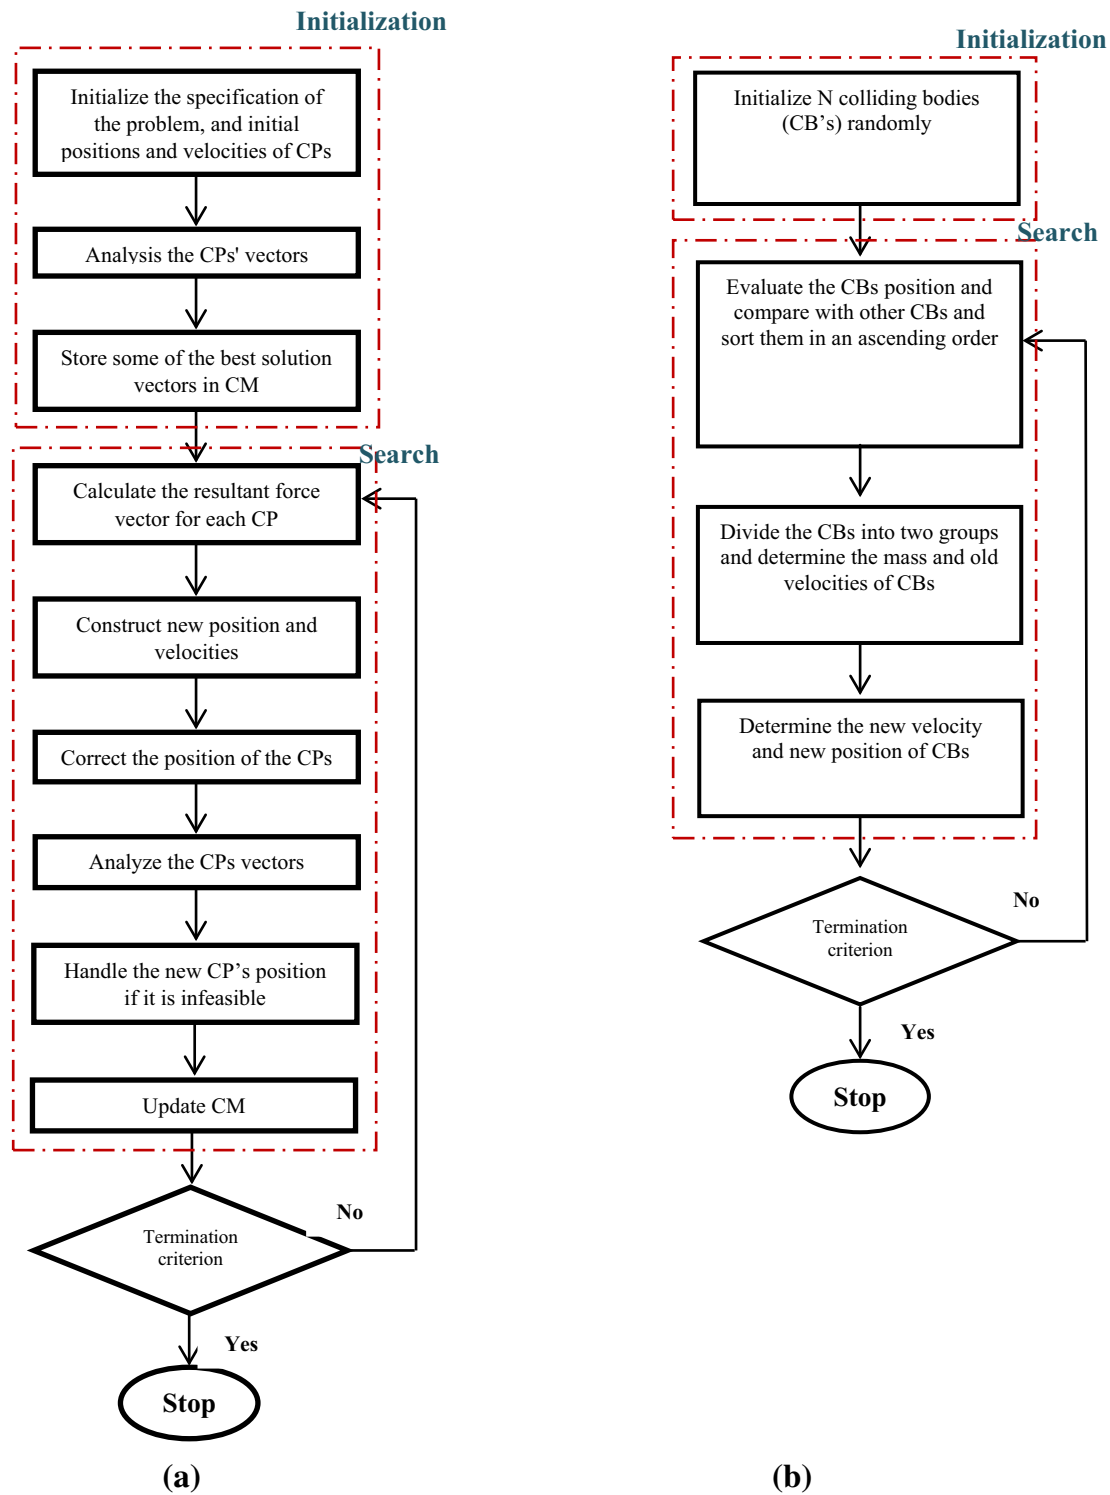 Initialization
Initialize the specification of
the problem, and initial
positions and velocities of CPs
Analysis the CPs' vectors
Store some of the best solution
vectors in CM
Search
Calculate the resultant force
vector for each CP
Construct new position and
velocities
Correct the position of the CPs
Analyze the CPs vectors
Handle the new CP’s position
if it is infeasible
Update CM
Termination
criterion
No
Yes
Stop
(a)
Initialization
Initialize N colliding bodies
(CB’s) randomly
Search
Evaluate the CBs position and
compare with other CBs and
sort them in an ascending order
Divide the CBs into two groups
and determine the mass and old
velocities of CBs
Determine the new velocity
and new position of CBs
Termination
criterion
No
Yes
Stop
(b)